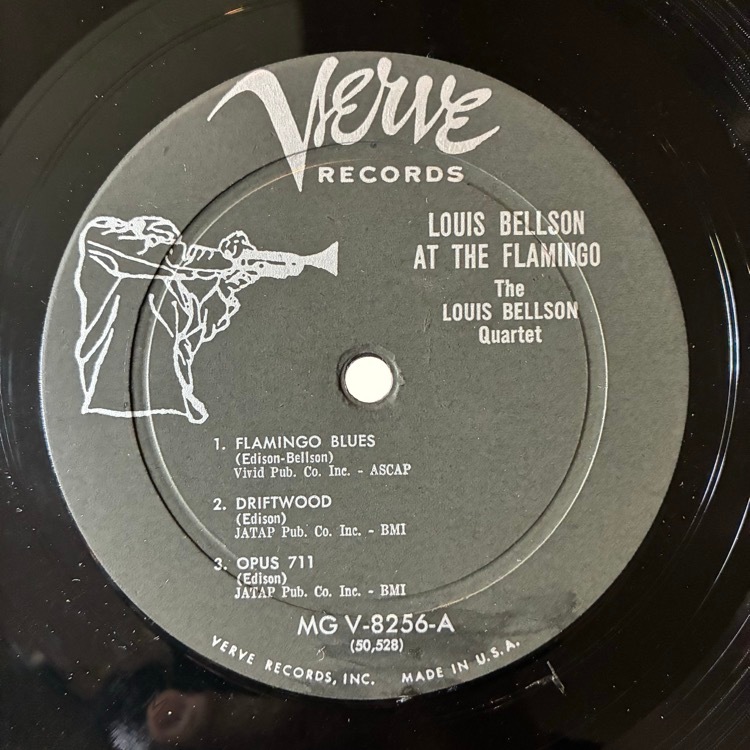 Verve
RECORDS
LOUIS BELLSON
AT THE FLAMINGO
The
LOUIS BELLSON
Quartet
1. FLAMINGO BLUES
(Edison-Bellson)
Vivid Pub. Co. Inc. - ASCAP
2. DRIFTWOOD
(Edison)
JATAP Pub. Co. Inc. - BMI
3. OPUS 711
(Edison)
JATAP Pub. Co. Inc. - BMI
MG V-8256-A
(50,528)
VERVE RECORDS, INC. MADE IN U.S.A.